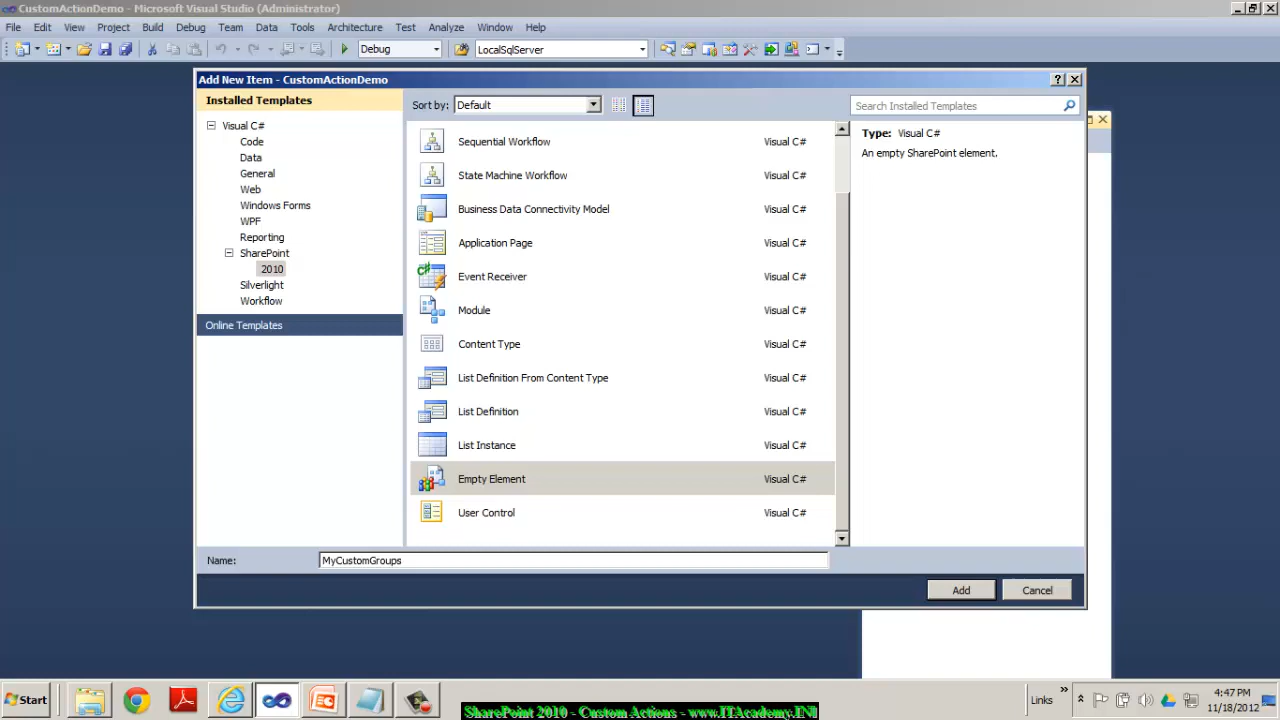 CustomActionDemo - Microsoft Visual Studio (Administrator)
File Edit View Project Build Debug Team Data Tools Architecture Test Analyze Window Help
Debug LocalSqlServer
Add New Item - CustomActionDemo
Installed Templates
Sort by: Default
Search Installed Templates
Visual C#
Code
Data
General
Web
Windows Forms
WPF
Reporting
SharePoint
2010
Silverlight
Workflow
Online Templates
Sequential Workflow Visual C#
State Machine Workflow Visual C#
Business Data Connectivity Model Visual C#
Application Page Visual C#
Event Receiver Visual C#
Module Visual C#
Content Type Visual C#
List Definition From Content Type Visual C#
List Definition Visual C#
List Instance Visual C#
Empty Element Visual C#
User Control Visual C#
Type: Visual C#
An empty SharePoint element.
Name: MyCustomGroups
Add Cancel
Start
Links
4:47 PM
11/18/2012
SharePoint 2010 - Custom Actions - www.ITAcademy.IN!